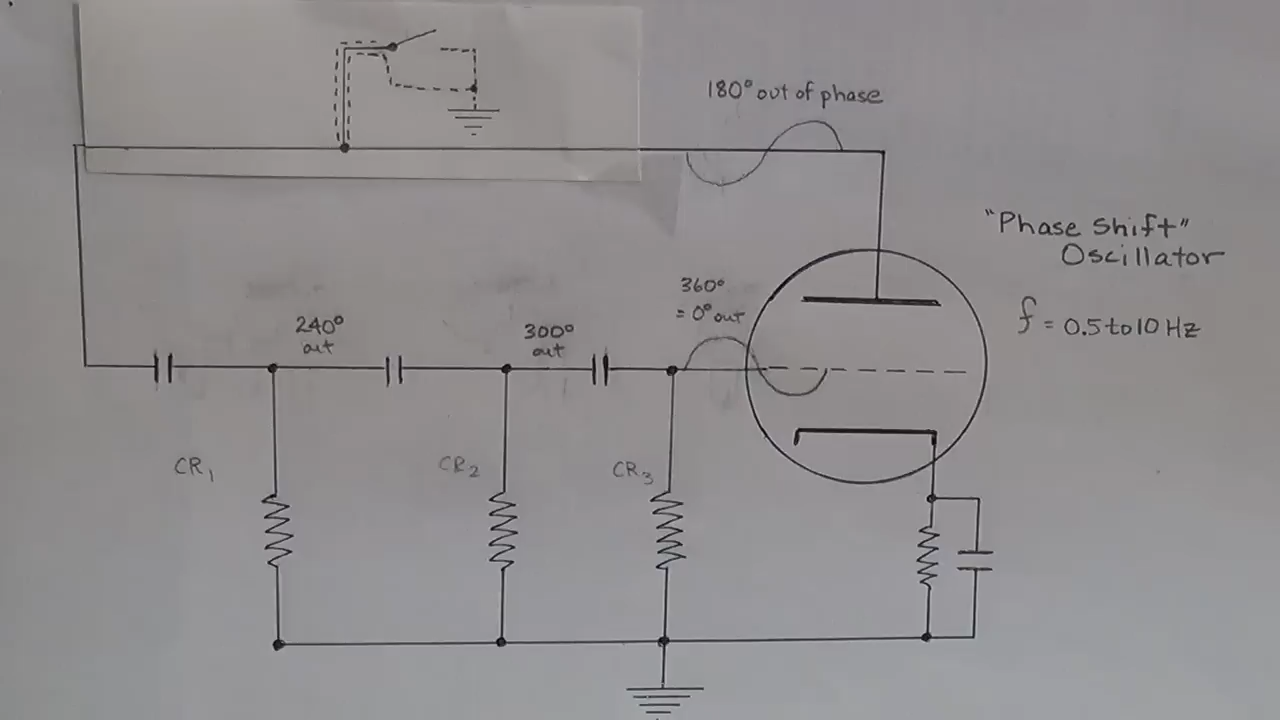 180° out of phase
"Phase Shift"
Oscillator
360°
= 0° out
f = 0.5 to 10 Hz
240°
out
300°
out
CR1
CR2
CR3